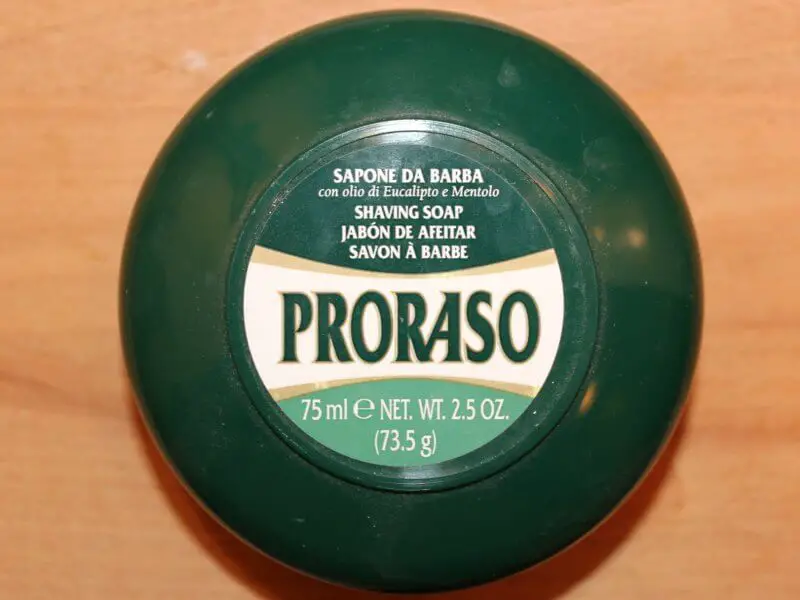 SAPONE DA BARBA
con olio di Eucalipto e Mentolo
SHAVING SOAP
JABÓN DE AFEITAR
SAVON À BARBE
PRORASO
75 ml ℮ NET. WT. 2.5 OZ.
(73.5 g)